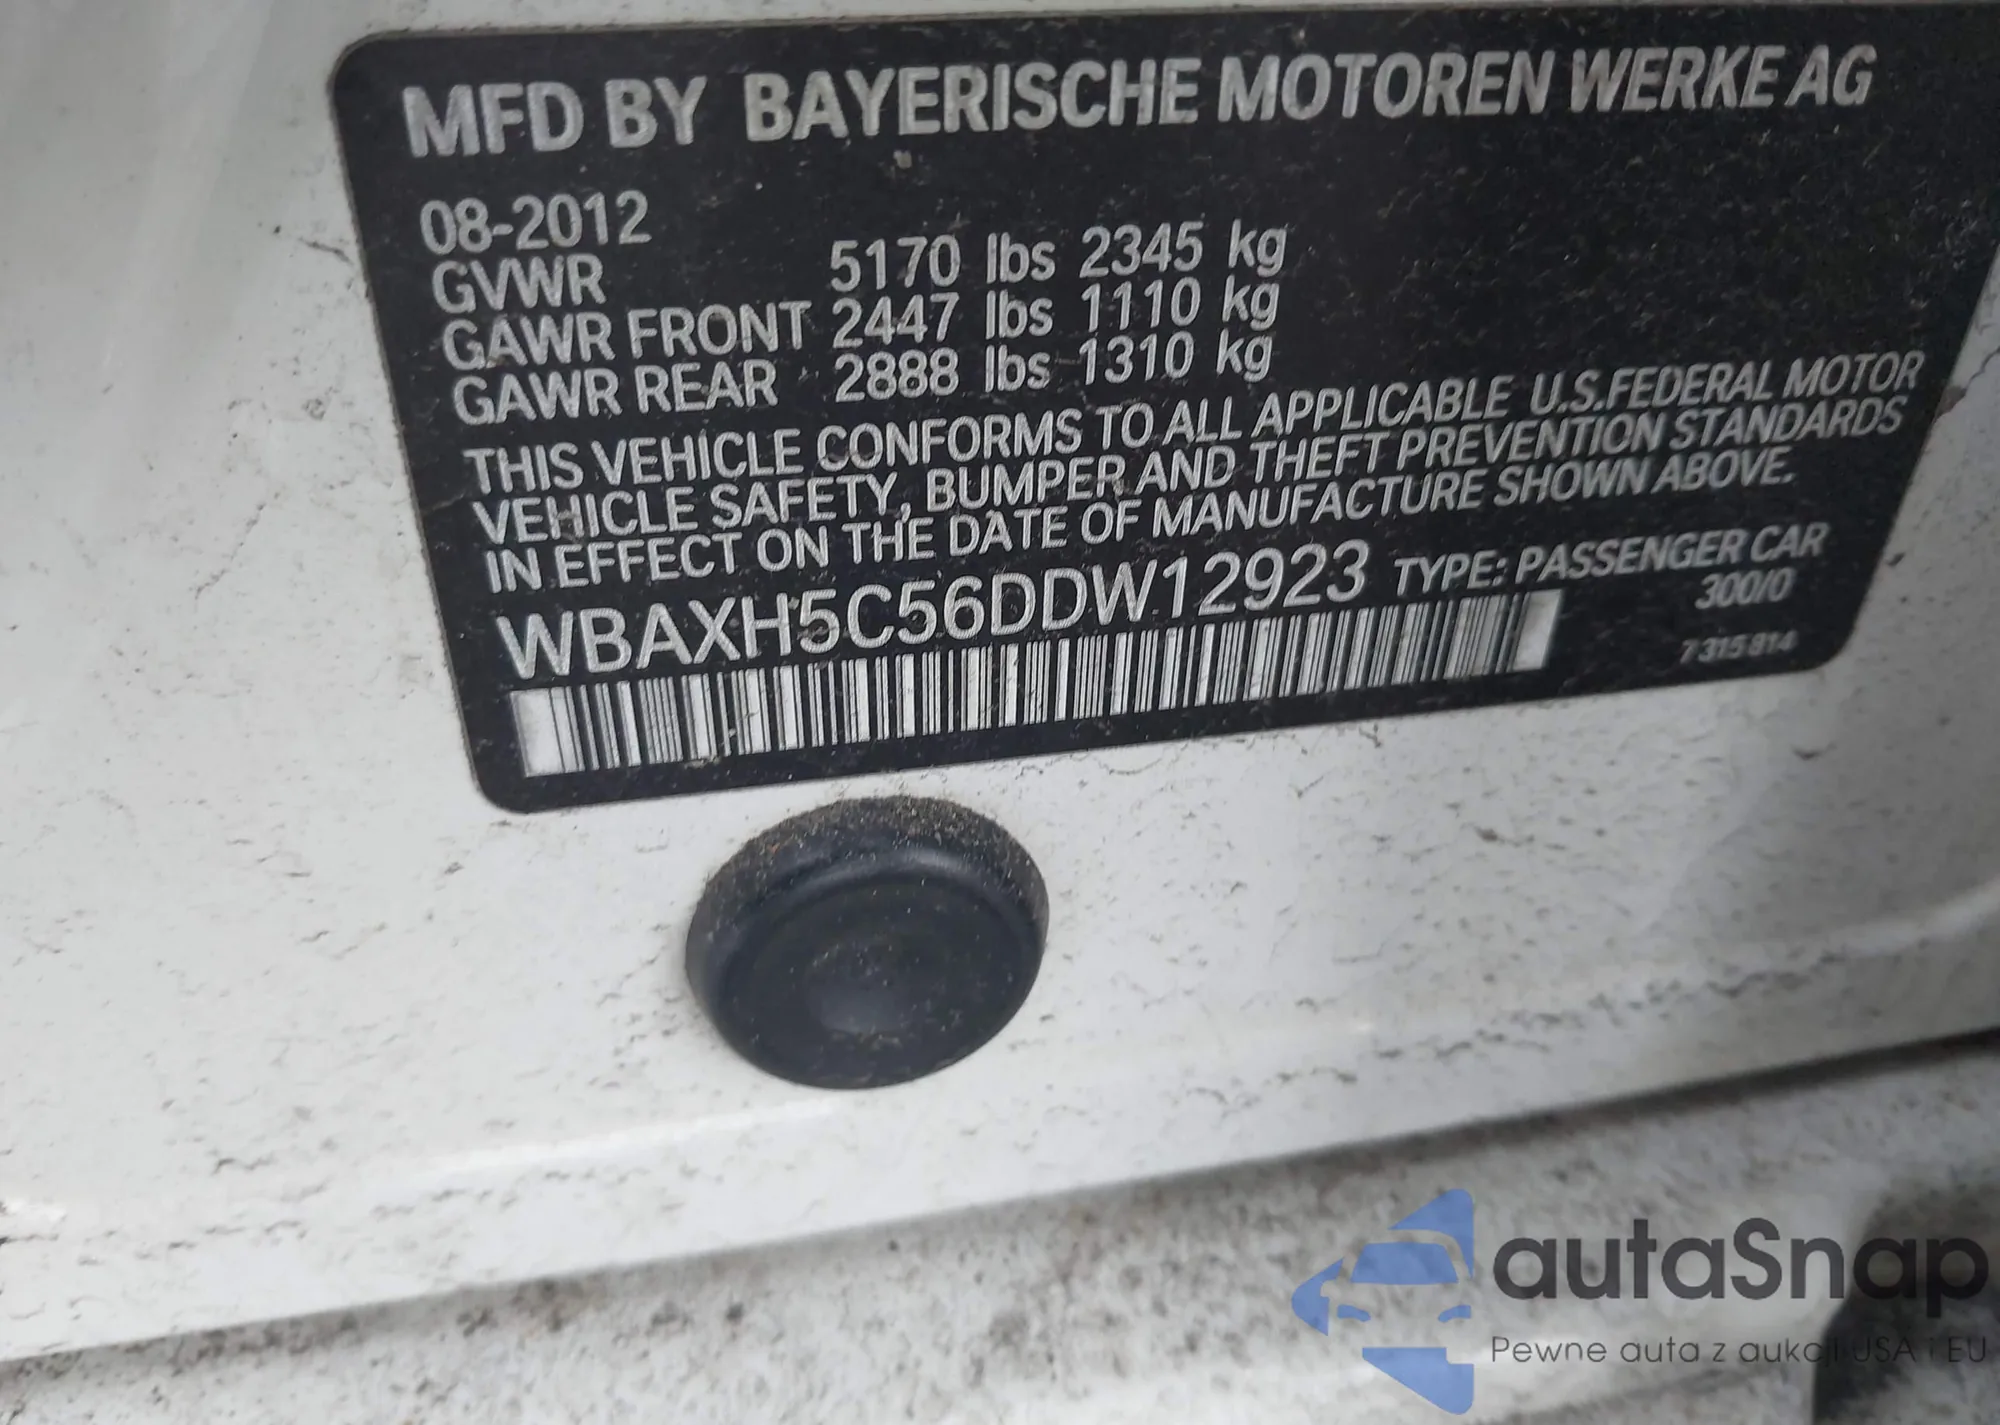 MFD BY BAYERISCHE MOTOREN WERKE AG
08-2012
GVWR 5170 lbs 2345 kg
GAWR FRONT 2447 lbs 1110 kg
GAWR REAR 2888 lbs 1310 kg
THIS VEHICLE CONFORMS TO ALL APPLICABLE U.S.FEDERAL MOTOR
VEHICLE SAFETY, BUMPER AND THEFT PREVENTION STANDARDS
IN EFFECT ON THE DATE OF MANUFACTURE SHOWN ABOVE.
WBAXH5C56DDW12923 TYPE: PASSENGER CAR
300/0
7315814
autaSnap
Pewne auta z aukcji USA i EU